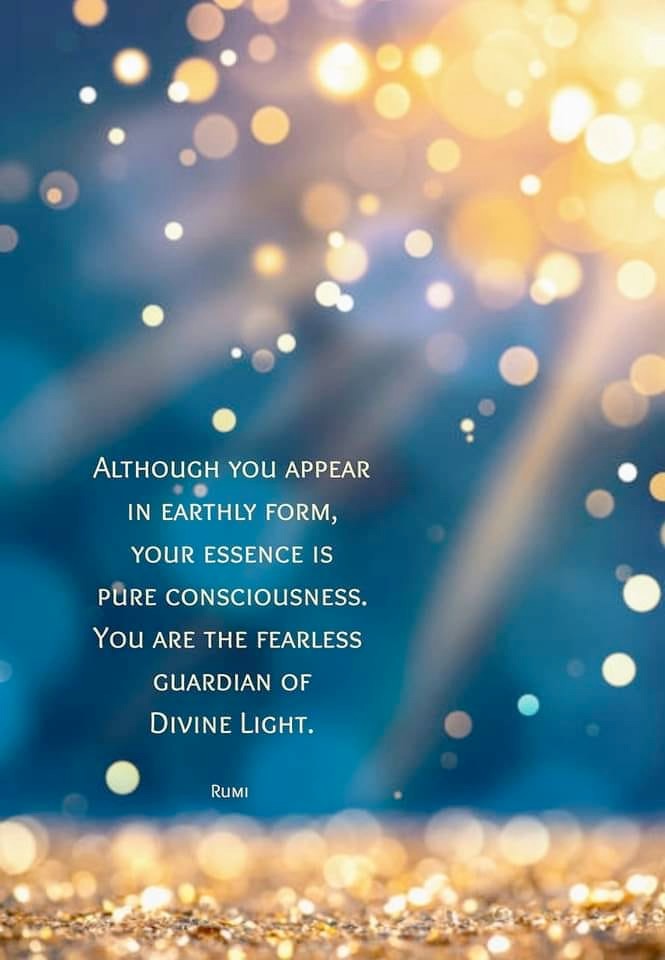 Although you appear
in earthly form,
your essence is
pure consciousness.
You are the fearless
guardian of
Divine Light.
Rumi